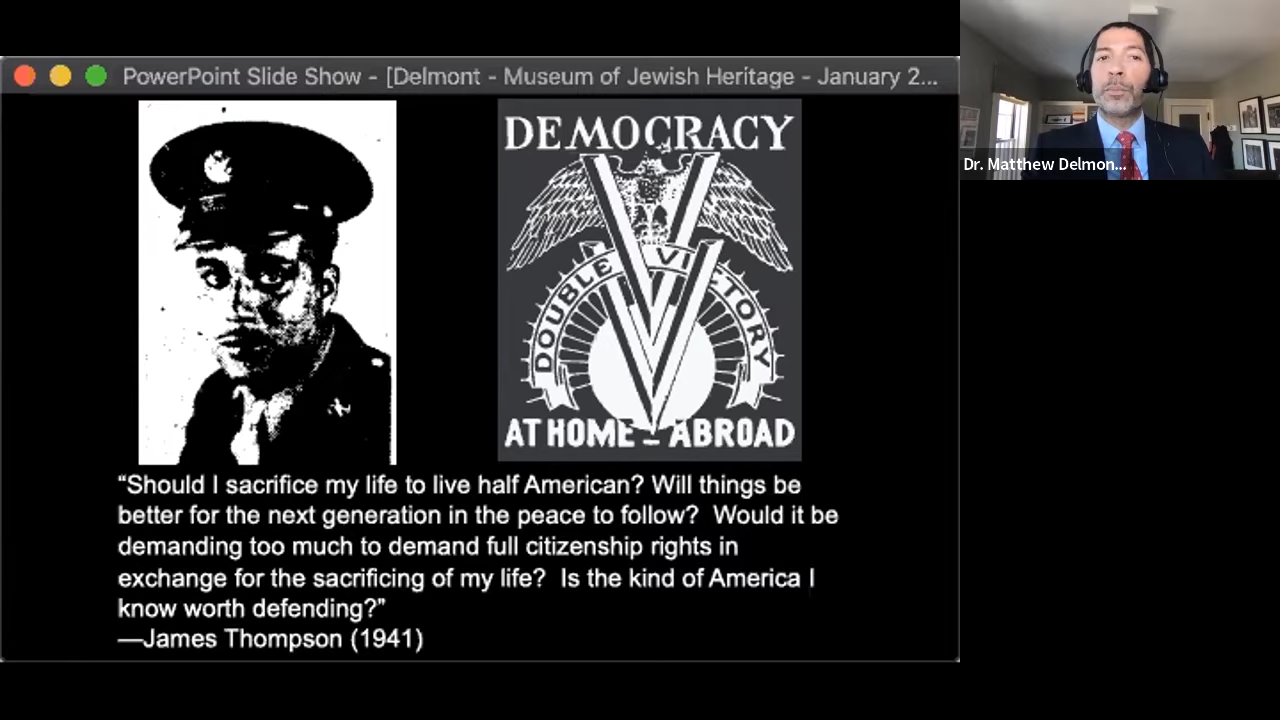 PowerPoint Slide Show - [Delmont - Museum of Jewish Heritage - January 2...
Dr. Matthew Delmon...
DEMOCRACY
DOUBLE VICTORY
AT HOME – ABROAD
“Should I sacrifice my life to live half American? Will things be
better for the next generation in the peace to follow?  Would it be
demanding too much to demand full citizenship rights in
exchange for the sacrificing of my life?  Is the kind of America I
know worth defending?”
—James Thompson (1941)